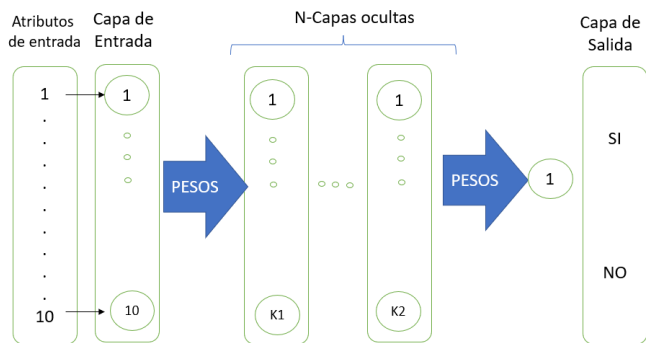 Atributos
de entrada
Capa de
Entrada
N-Capas ocultas
Capa de
Salida
1
1
1
1
SI
PESOS
PESOS
1
NO
10
10
K1
K2